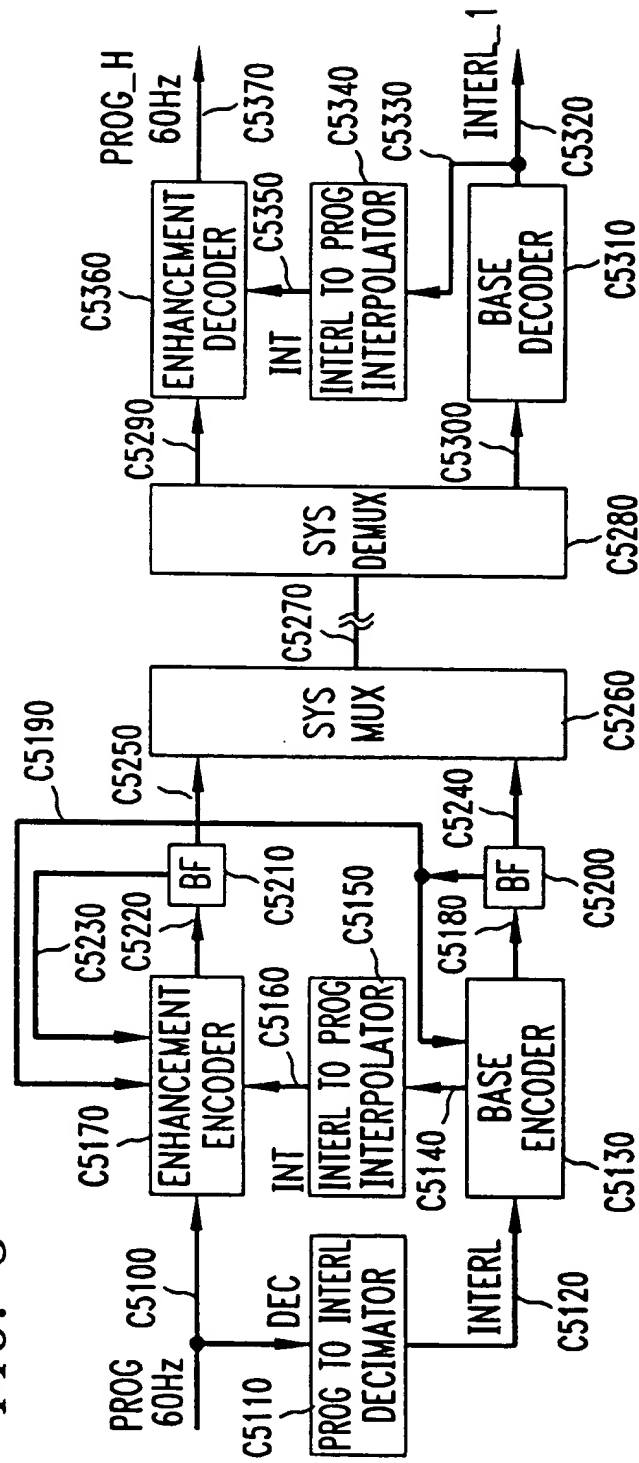 PROG
60Hz
C5100
DEC
C5110
PROG TO INTERL
DECIMATOR
INTERL
C5120
C5170
ENHANCEMENT
ENCODER
INT
C5160
INTERL TO PROG
INTERPOLATOR
C5150
C5140
BASE
ENCODER
C5130
C5190
C5230
C5220
BF
C5210
C5250
C5180
BF
C5200
C5240
SYS
MUX
C5260
C5270
SYS
DEMUX
C5280
C5290
C5300
C5360
ENHANCEMENT
DECODER
PROG_H
60Hz
C5370
INT
C5350
INTERL TO PROG
INTERPOLATOR
C5340
C5330
BASE
DECODER
C5310
INTERL_1
C5320